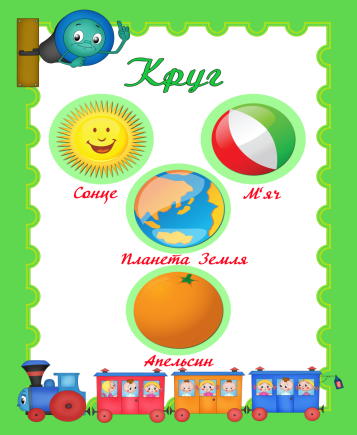 Круг
Сонце
М'яч
Планета Земля
Апельсин